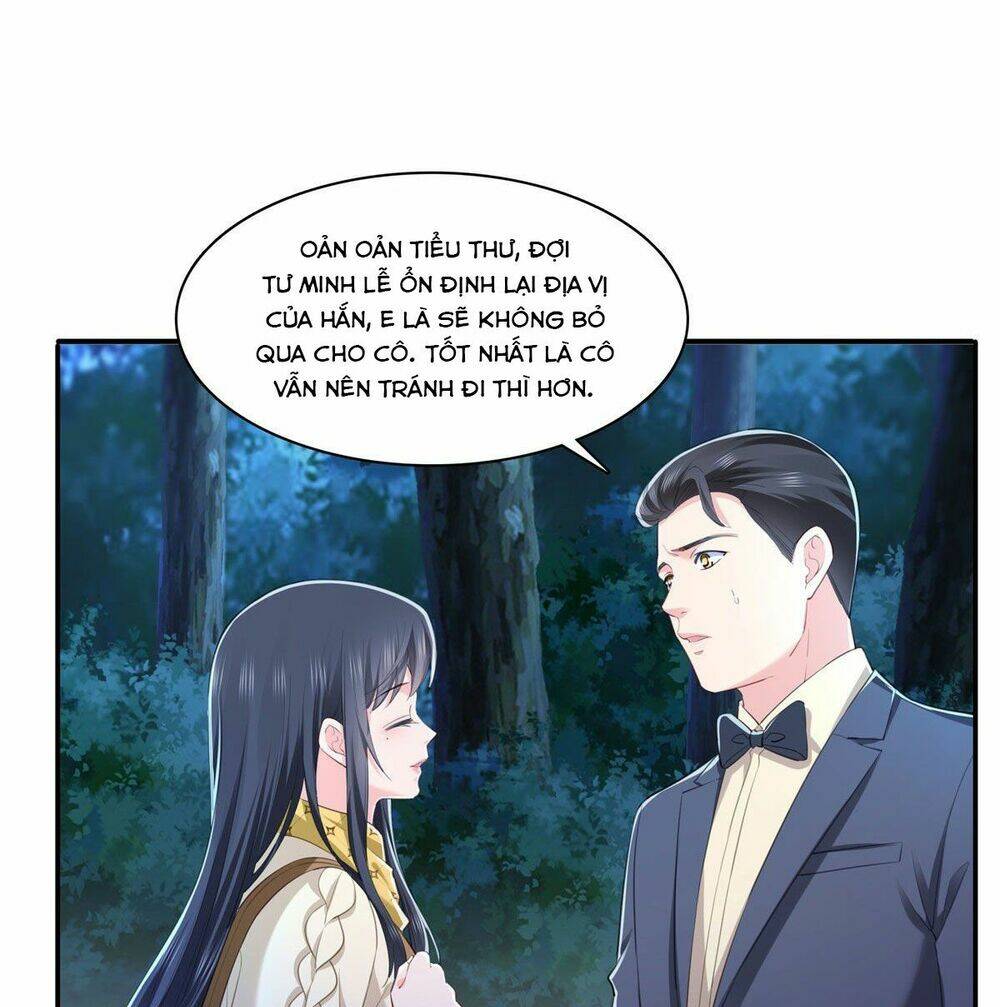 OẢN OẢN TIỂU THƯ, ĐỢI
TƯ MINH LỄ ỔN ĐỊNH LẠI ĐỊA VỊ
CỦA HẮN, E LÀ SẼ KHÔNG BỎ
QUA CHO CÔ. TỐT NHẤT LÀ CÔ
VẪN NÊN TRÁNH ĐI THÌ HƠN.